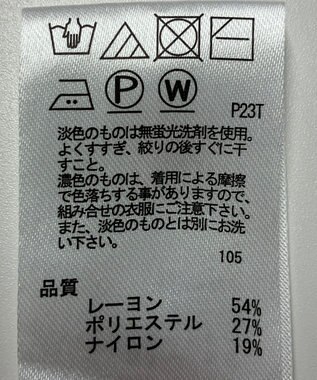 P W P23T
淡色のものは無蛍光洗剤を使用。
よくすすぎ、絞りの後すぐに干
すこと。
濃色のものは、着用による摩擦
で色落ちする事がありますので、
組み合せの衣服にご注意下さい。
また、淡色のものとは別にお洗
い下さい。
105
品質
レーヨン 54%
ポリエステル 27%
ナイロン 19%